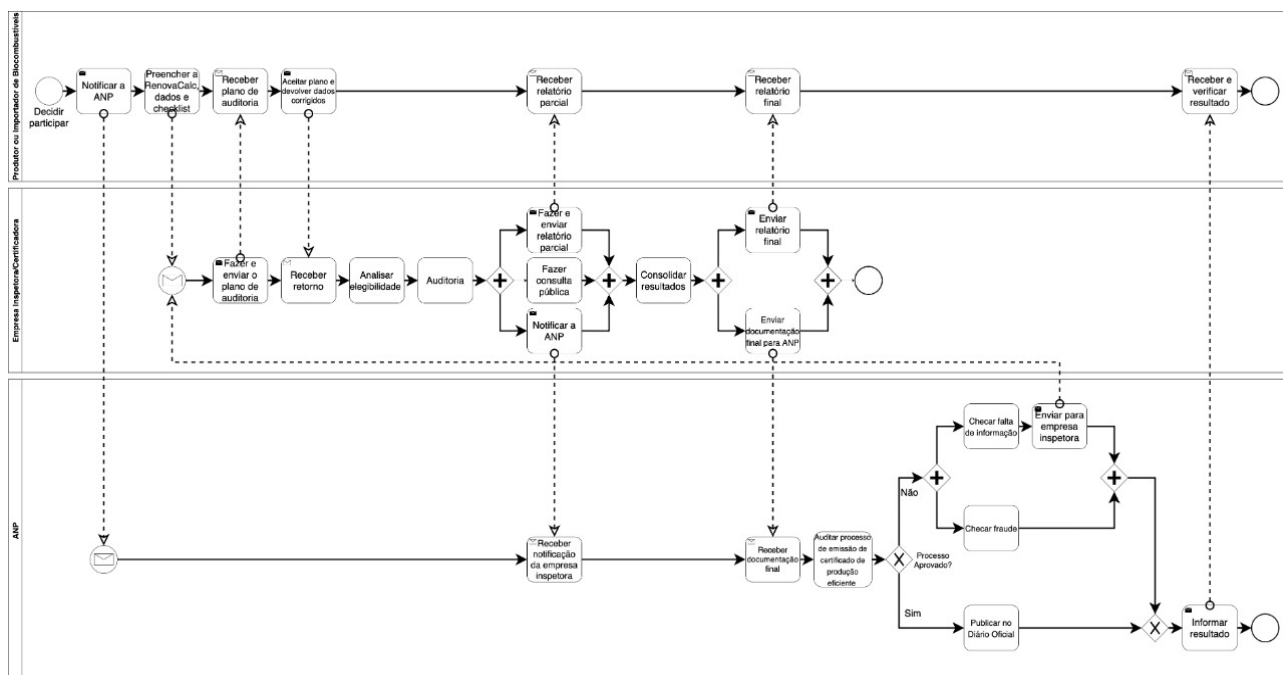 Produtor ou Importador de Biocombustíveis
Decidir
participar
Notificar a
ANP
Preencher a
RenovaCalc,
dados e
checklist
Receber
plano de
auditoria
Aceitar plano e
devolver dados
corrigidos
Receber
relatório
parcial
Receber
relatório
final
Receber e
verificar
resultado
Empresa Inspetora/Certificadora
Fazer e
enviar o
plano de
auditoria
Receber
retorno
Analisar
elegibilidade
Auditoria
Fazer e
enviar
relatório
parcial
Fazer
consulta
pública
Notificar a
ANP
Consolidar
resultados
Enviar
relatório
final
Enviar
documentação
final para ANP
ANP
Receber
notificação
da empresa
inspetora
Receber
documentação
final
Auditar processo
de emissão de
certificado de
produção
eficiente
Processo
Aprovado?
Não
Sim
Checar falta
de informação
Enviar para
empresa
inspetora
Checar fraude
Publicar no
Diário Oficial
Informar
resultado